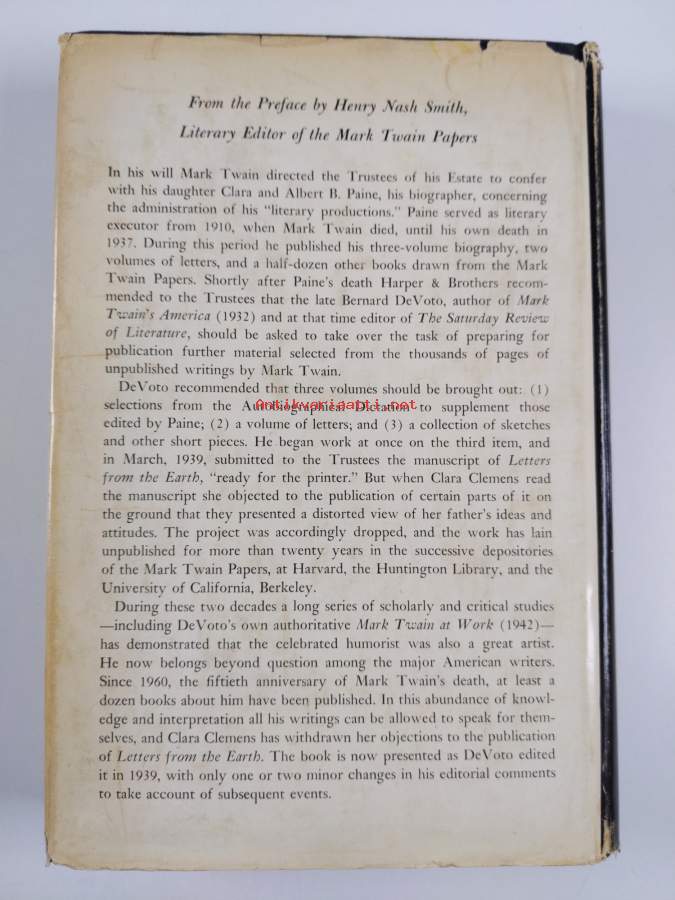 From the Preface by Henry Nash Smith,
Literary Editor of the Mark Twain Papers
In his will Mark Twain directed the Trustees of his Estate to confer
with his daughter Clara and Albert B. Paine, his biographer, concerning
the administration of his “literary productions.” Paine served as literary
executor from 1910, when Mark Twain died, until his own death in
1937. During this period he published his three-volume biography, two
volumes of letters, and a half-dozen other books drawn from the Mark
Twain Papers. Shortly after Paine's death Harper & Brothers recom-
mended to the Trustees that the late Bernard DeVoto, author of Mark
Twain's America (1932) and at that time editor of The Saturday Review
of Literature, should be asked to take over the task of preparing for
publication further material selected from the thousands of pages of
unpublished writings by Mark Twain.
DeVoto recommended that three volumes should be brought out: (1)
selections from the Autobiographical Dictation to supplement those
Antikvariaatti.net
edited by Paine; (2) a volume of letters; and (3) a collection of sketches
and other short pieces. He began work at once on the third item, and
in March, 1939, submitted to the Trustees the manuscript of Letters
from the Earth, “ready for the printer.” But when Clara Clemens read
the manuscript she objected to the publication of certain parts of it on
the ground that they presented a distorted view of her father's ideas and
attitudes. The project was accordingly dropped, and the work has lain
unpublished for more than twenty years in the successive depositories
of the Mark Twain Papers, at Harvard, the Huntington Library, and the
University of California, Berkeley.
During these two decades a long series of scholarly and critical studies
—including DeVoto's own authoritative Mark Twain at Work (1942)—
has demonstrated that the celebrated humorist was also a great artist.
He now belongs beyond question among the major American writers.
Since 1960, the fiftieth anniversary of Mark Twain's death, at least a
dozen books about him have been published. In this abundance of knowl-
edge and interpretation all his writings can be allowed to speak for them-
selves, and Clara Clemens has withdrawn her objections to the publication
of Letters from the Earth. The book is now presented as DeVoto edited
it in 1939, with only one or two minor changes in his editorial comments
to take account of subsequent events.